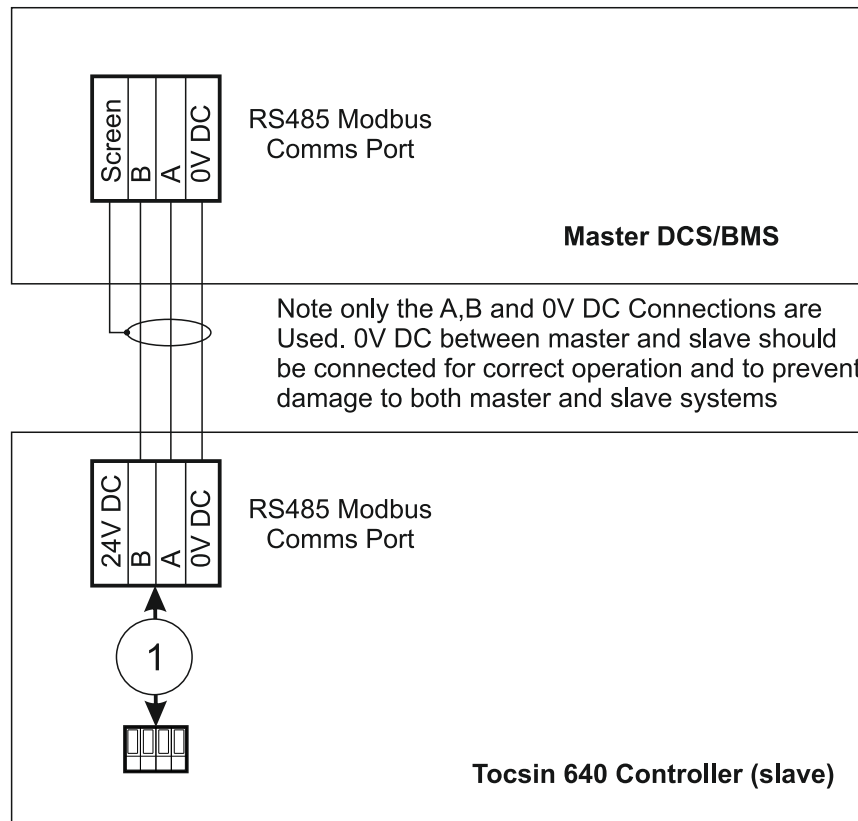 Screen
B
A
0V DC
RS485 Modbus
Comms Port
Master DCS/BMS
Note only the A,B and 0V DC Connections are
Used. 0V DC between master and slave should
be connected for correct operation and to prevent
damage to both master and slave systems
24V DC
B
A
0V DC
RS485 Modbus
Comms Port
1
Tocsin 640 Controller (slave)